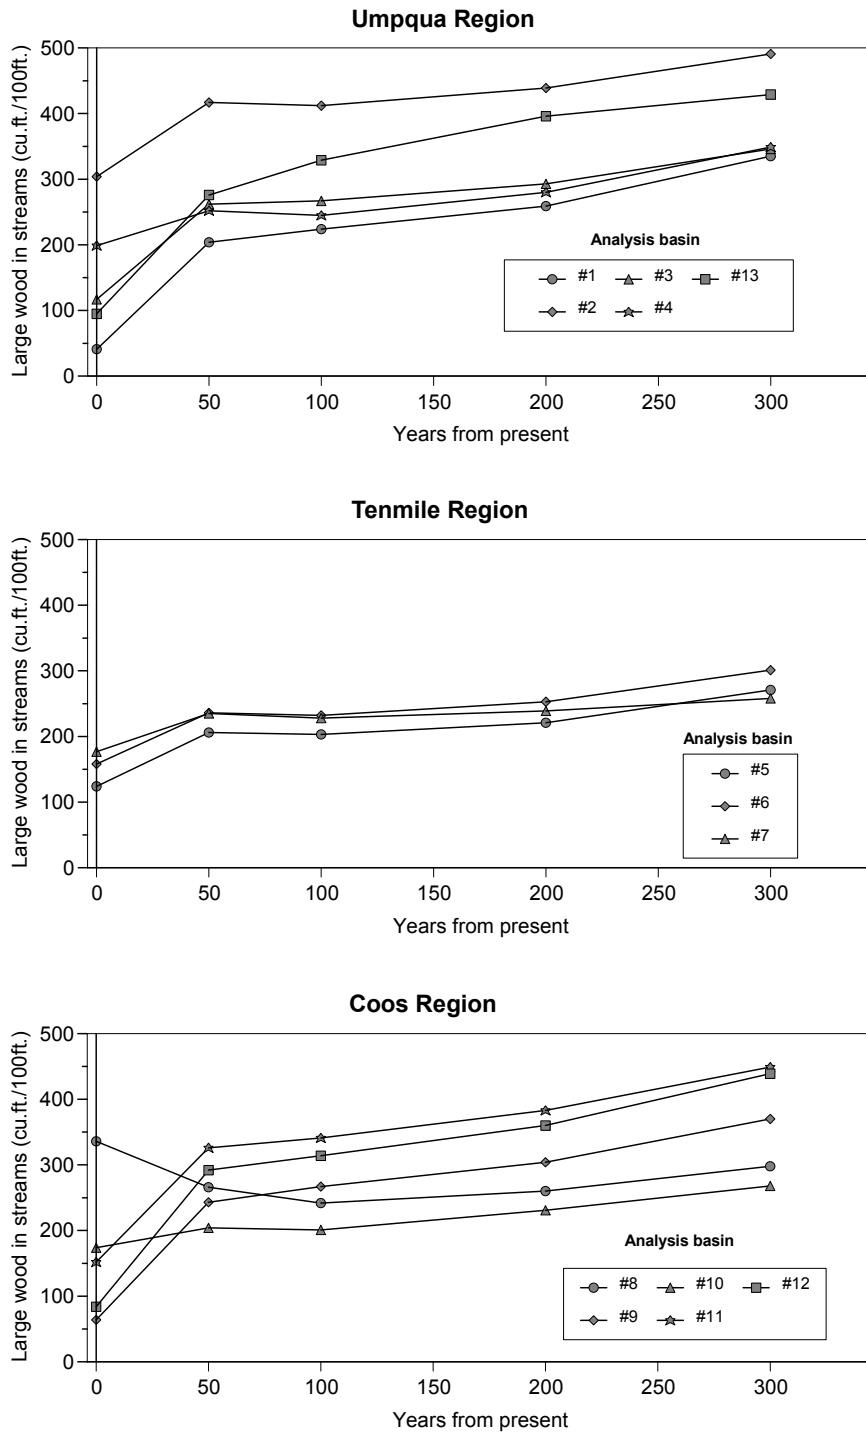 Umpqua Region
Large wood in streams (cu.ft./100ft.)
500
400
300
200
100
0
Analysis basin
#1 #3 #13
#2 #4
0 50 100 150 200 250 300
Years from present
Tenmile Region
Large wood in streams (cu.ft./100ft.)
500
400
300
200
100
0
Analysis basin
#5
#6
#7
0 50 100 150 200 250 300
Years from present
Coos Region
Large wood in streams (cu.ft./100ft.)
500
400
300
200
100
0
Analysis basin
#8 #10 #12
#9 #11
0 50 100 150 200 250 300
Years from present